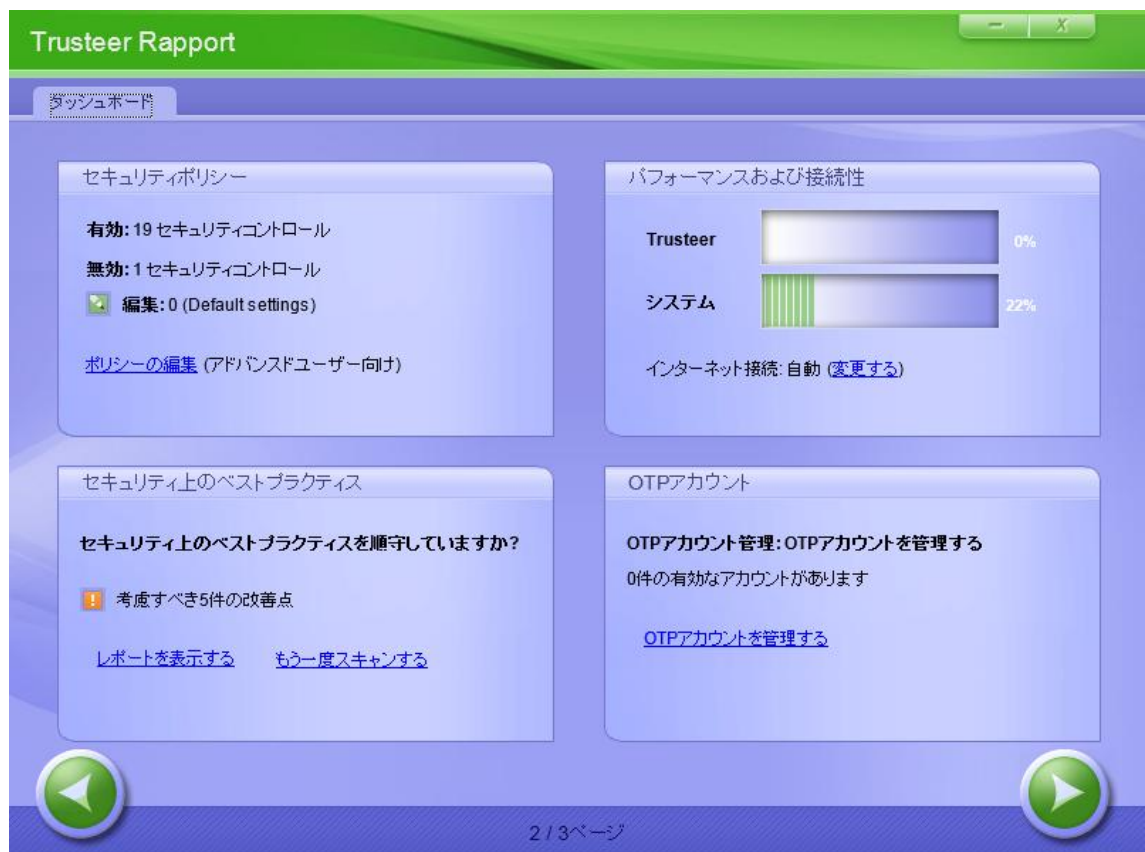 Trusteer Rapport
ダッシュボード
セキュリティポリシー
有効: 19 セキュリティコントロール
無効: 1 セキュリティコントロール
編集: 0 (Default settings)
ポリシーの編集 (アドバンスドユーザー向け)
パフォーマンスおよび接続性
Trusteer 0%
システム 22%
インターネット接続: 自動 (変更する)
セキュリティ上のベストプラクティス
セキュリティ上のベストプラクティスを順守していますか?
考慮すべき5件の改善点
レポートを表示する もう一度スキャンする
OTPアカウント
OTPアカウント管理: OTPアカウントを管理する
0件の有効なアカウントがあります
OTPアカウントを管理する
2 / 3ページ